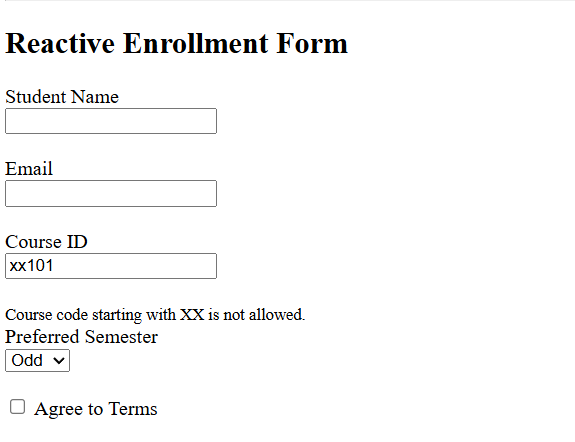 Reactive Enrollment Form
Student Name
Email
Course ID
xx101
Course code starting with XX is not allowed.
Preferred Semester
Odd
Agree to Terms